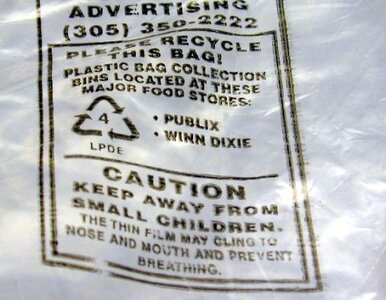 ADVERTISING
(305) 350-2222
PLEASE RECYCLE
THIS BAG!
PLASTIC BAG COLLECTION
BINS LOCATED AT THESE
MAJOR FOOD STORES:
4
LPDE
• PUBLIX
• WINN DIXIE
CAUTION
KEEP AWAY FROM
SMALL CHILDREN.
THE THIN FILM MAY CLING TO
NOSE AND MOUTH AND PREVENT
BREATHING.